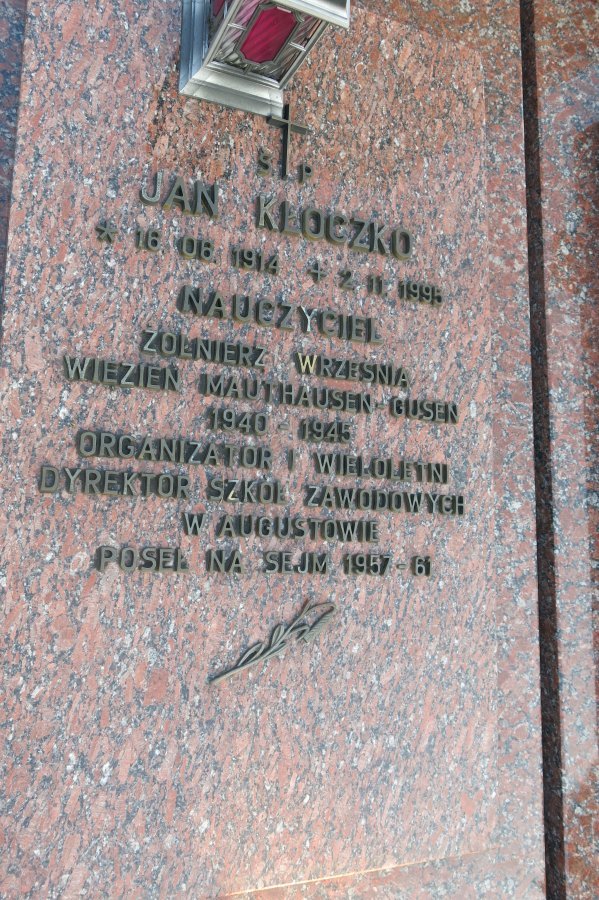 Ś P
JAN KŁOCZKO
* 16 06. 1914 + 2. 11. 1995
NAUCZYCIEL
ŻOŁNIERZ WRZEŚNIA
WIĘZIEŃ MAUTHAUSEN-GUSEN
1940 - 1945
ORGANIZATOR I WIELOLETNI
DYREKTOR SZKÓŁ ZAWODOWYCH
W AUGUSTOWIE
POSEŁ NA SEJM 1957 - 61